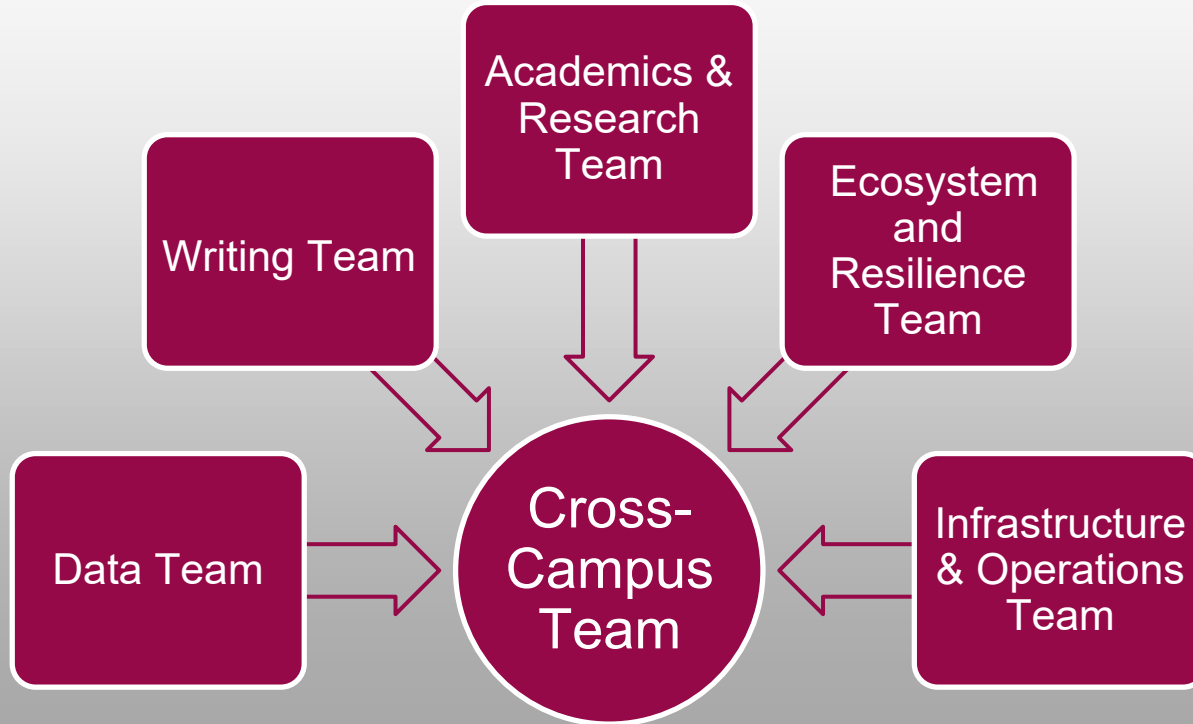 Academics &
Research
Team
Writing Team
Ecosystem
and
Resilience
Team
Data Team
Cross-
Campus
Team
Infrastructure
& Operations
Team